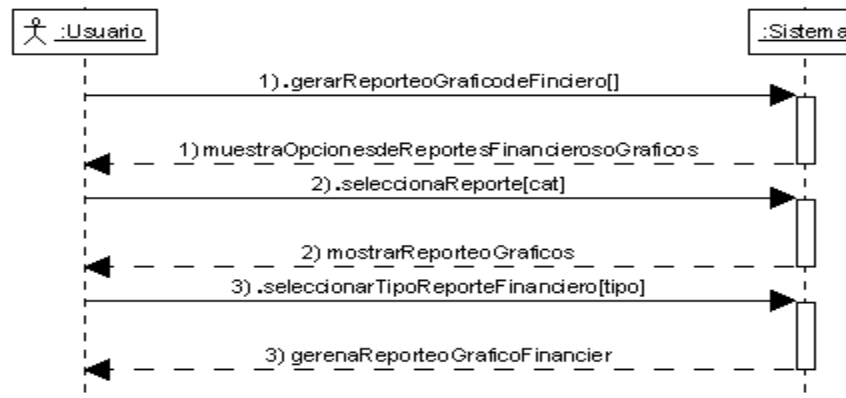 :Usuario
:Sistema
1).gerarReporteoGraficodeFinciero[]
1) muestraOpcionesdeReportesFinancierosoGraficos
2).seleccionaReporte[cat]
2) mostrarReporteoGraficos
3).seleccionarTipoReporteFinanciero[tipo]
3) gerenaReporteoGraficoFinancier